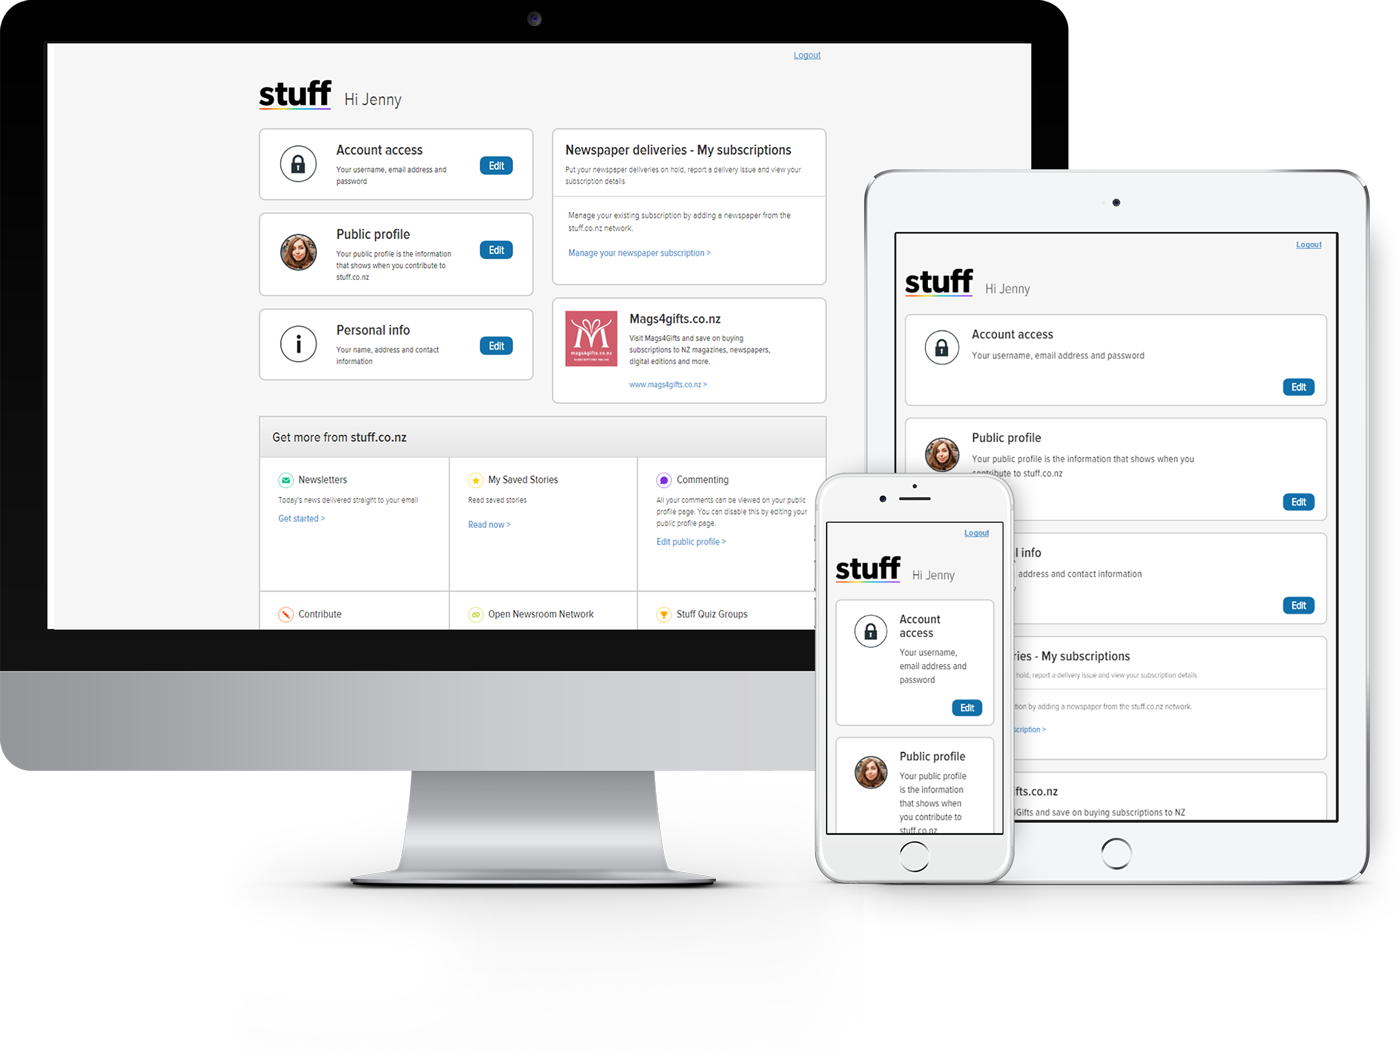 Logout
stuff Hi Jenny
Account access
Your username, email address and
password
Edit
Public profile
Your public profile is the information
that shows when you contribute to
stuff.co.nz
Edit
Personal info
Your name, address and contact
information
Edit
Newspaper deliveries - My subscriptions
Put your newspaper deliveries on hold, report a delivery issue and view your
subscription details
Manage your existing subscription by adding a newspaper from the
stuff.co.nz network.
Manage your newspaper subscription >
M
mags4gifts.co.nz
Mags4gifts.co.nz
Visit Mags4Gifts and save on buying
subscriptions to NZ magazines, newspapers,
digital editions and more.
www.mags4gifts.co.nz >
Get more from stuff.co.nz
Newsletters
Today's news delivered straight to your email
Get started >
My Saved Stories
Read saved stories
Read now >
Commenting
All your comments can be viewed on your public
profile page. You can disable this by editing your
public profile page.
Edit public profile >
Contribute
Open Newsroom Network
Stuff Quiz Groups
Logout
stuff Hi Jenny
Account access
Your username, email address and password
Edit
Public profile
Your public profile is the information that shows when you
contribute to stuff.co.nz
Edit
l info
address and contact information
Edit
ries - My subscriptions
hold, report a delivery issue and view your subscription details
tion by adding a newspaper from the stuff.co.nz network.
scription >
fts.co.nz
4Gifts and save on buying subscriptions to NZ
Logout
stuff Hi Jenny
Account
access
Your username,
email address and
password
Edit
Public profile
Your public profile
is the information
that shows when
you contribute to
stuff.co.nz